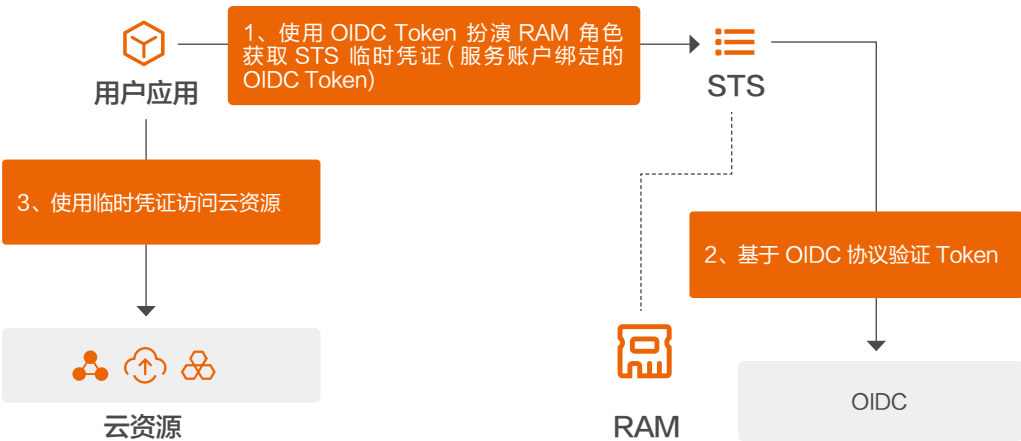 1、使用 OIDC Token 扮演 RAM 角色
获取 STS 临时凭证 ( 服务账户绑定的
OIDC Token)
用户应用
STS
3、使用临时凭证访问云资源
2、基于 OIDC 协议验证 Token
云资源
RAM
OIDC